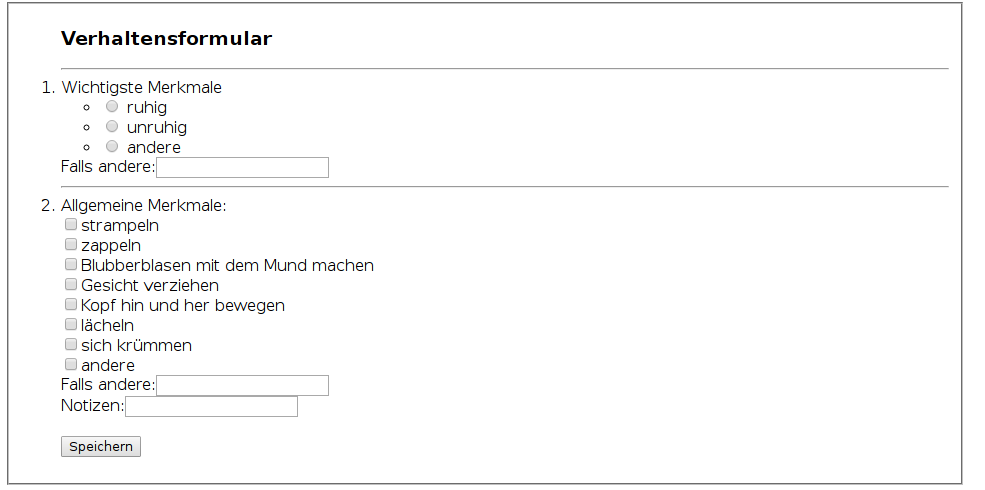 Verhaltensformular
1. Wichtigste Merkmale
ruhig
unruhig
andere
Falls andere:
2. Allgemeine Merkmale:
strampeln
zappeln
Blubberblasen mit dem Mund machen
Gesicht verziehen
Kopf hin und her bewegen
lächeln
sich krümmen
andere
Falls andere:
Notizen:
Speichern